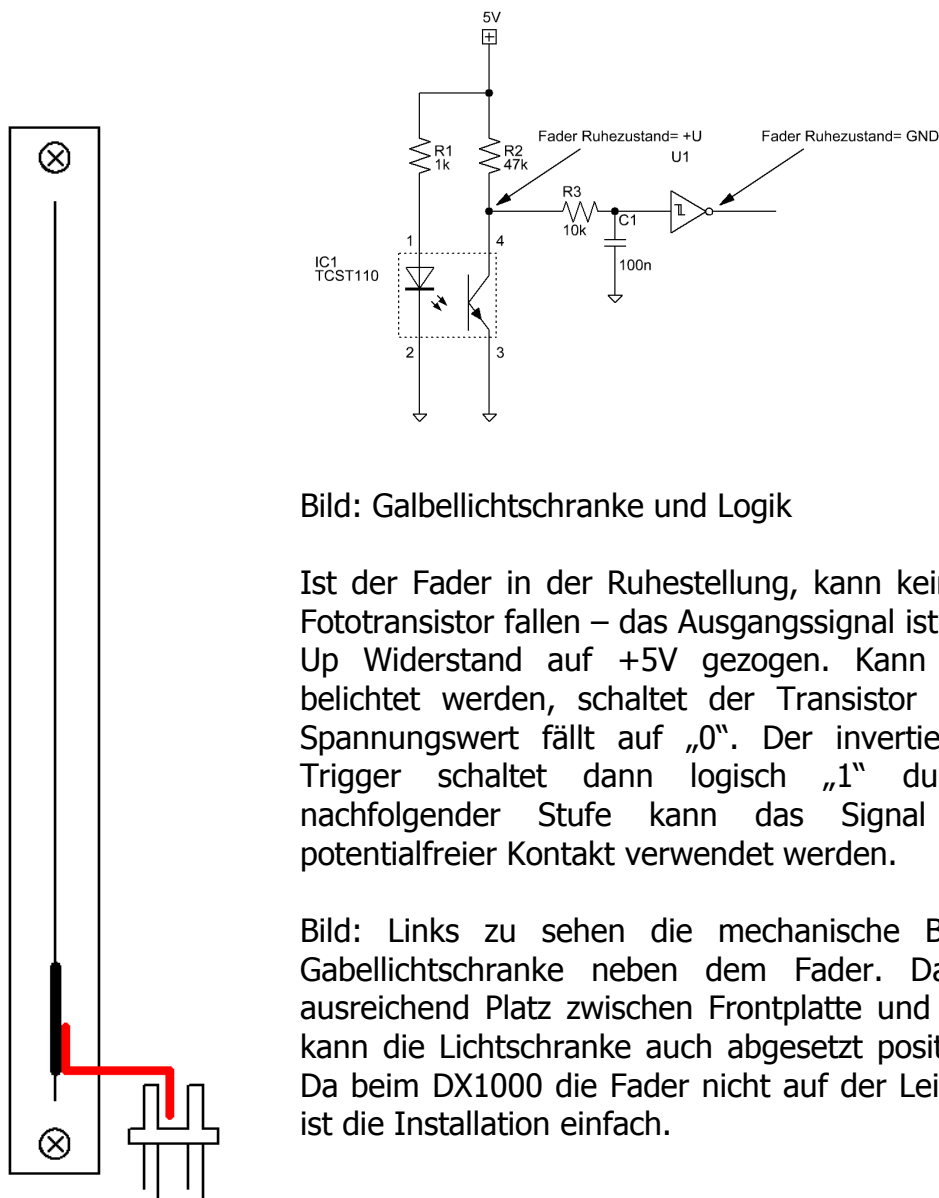 5V
R1
1k
R2
47k
Fader Ruhezustand= +U
Fader Ruhezustand= GND
U1
R3
10k
C1
100n
IC1
TCST110
1
4
2
3
Bild: Galbellichtschranke und Logik
Ist der Fader in der Ruhestellung, kann kei
Fototransistor fallen – das Ausgangssignal ist
Up Widerstand auf +5V gezogen. Kann
belichtet werden, schaltet der Transistor
Spannungswert fällt auf „0“. Der invertie
Trigger schaltet dann logisch „1“ du
nachfolgender Stufe kann das Signal
potentialfreier Kontakt verwendet werden.
Bild: Links zu sehen die mechanische B
Gabellichtschranke neben dem Fader. Da
ausreichend Platz zwischen Frontplatte und
kann die Lichtschranke auch abgesetzt posit
Da beim DX1000 die Fader nicht auf der Lei
ist die Installation einfach.